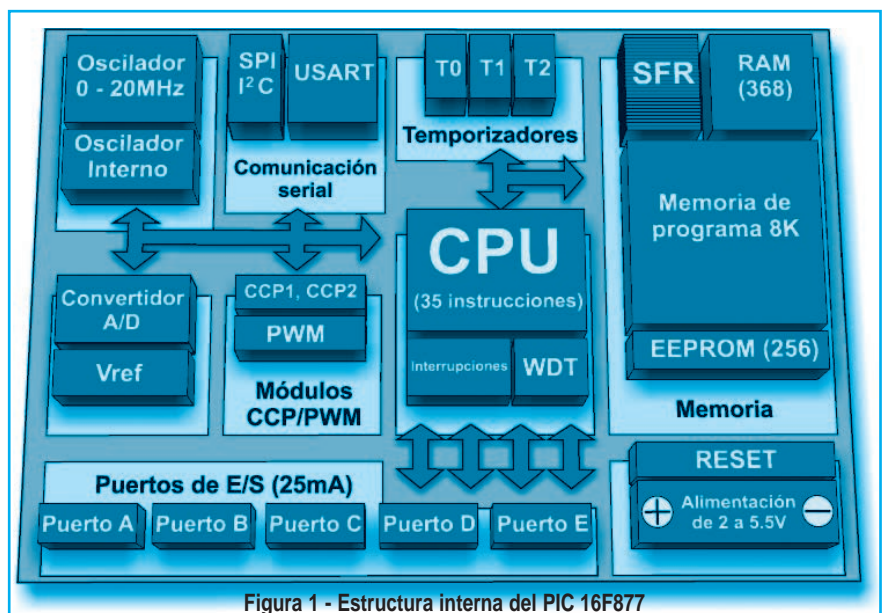 Oscilador
0 - 20MHz
Oscilador
Interno
SPI
I²C
USART
Comunicación
serial
T0
T1
T2
Temporizadores
SFR
RAM
(368)
Memoria de
programa 8K
EEPROM (256)
Memoria
CPU
(35 instrucciones)
Interrupciones
WDT
Convertidor
A/D
Vref
CCP1, CCP2
PWM
Módulos
CCP/PWM
Puertos de E/S (25mA)
Puerto A
Puerto B
Puerto C
Puerto D
Puerto E
RESET
+
Alimentación
de 2 a 5.5V
−
Figura 1 - Estructura interna del PIC 16F877